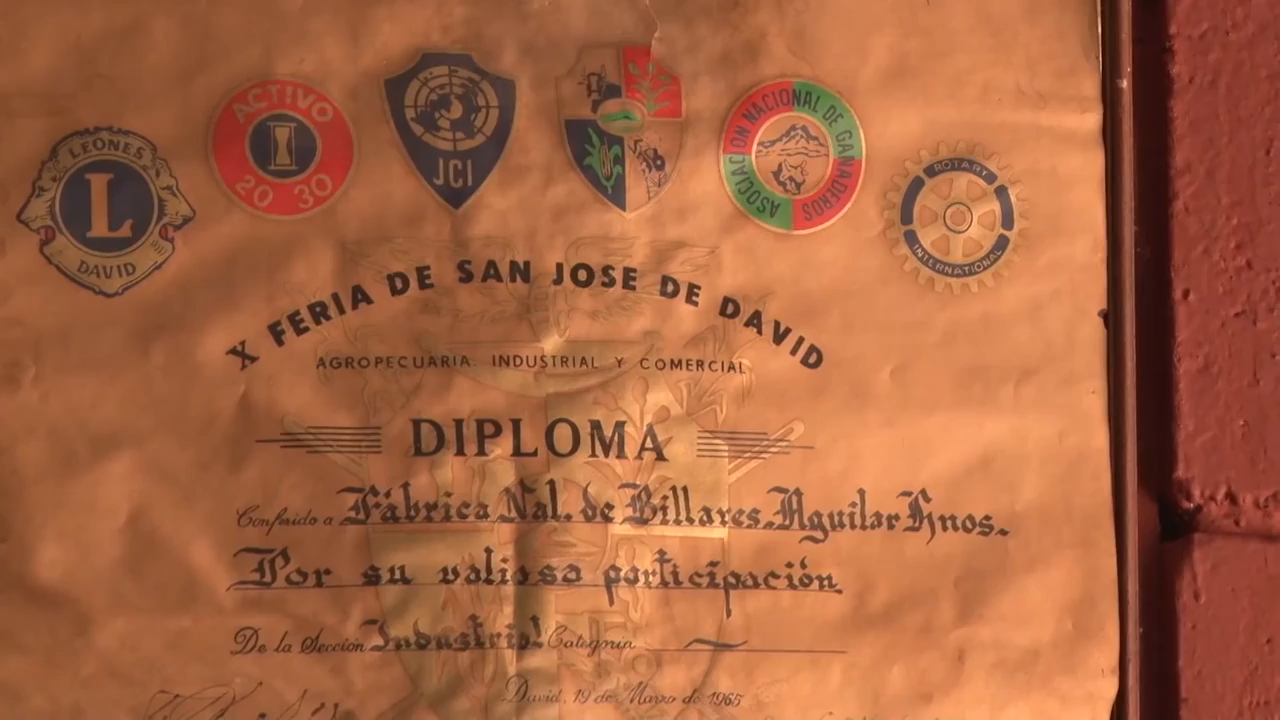 LEONES
L
DAVID
ACTIVO
20 30
JCI
ASOCIACION NACIONAL DE GANADEROS
ROTARY
INTERNATIONAL
X FERIA DE SAN JOSE DE DAVID
AGROPECUARIA INDUSTRIAL Y COMERCIAL
DIPLOMA
Conferido a Fábrica Nal. de Billares Aguilar Hnos.
Por su valiosa participación
De la Sección Industrial Categoria
David, 19 de Marzo de 1965